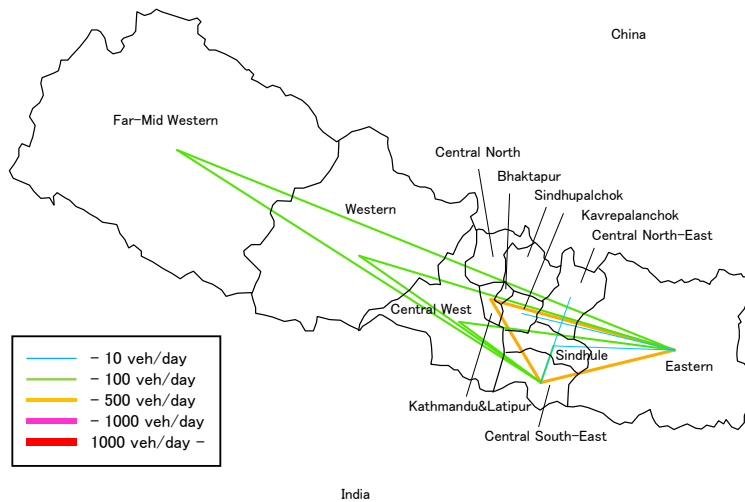 China
Far-Mid Western
Central North
Bhaktapur
Sindhupalchok
Kavrepalanchok
Central North-East
Western
Central West
Sindhule
Eastern
Kathmandu&Latipur
Central South-East
India
- 10 veh/day
- 100 veh/day
- 500 veh/day
- 1000 veh/day
1000 veh/day -